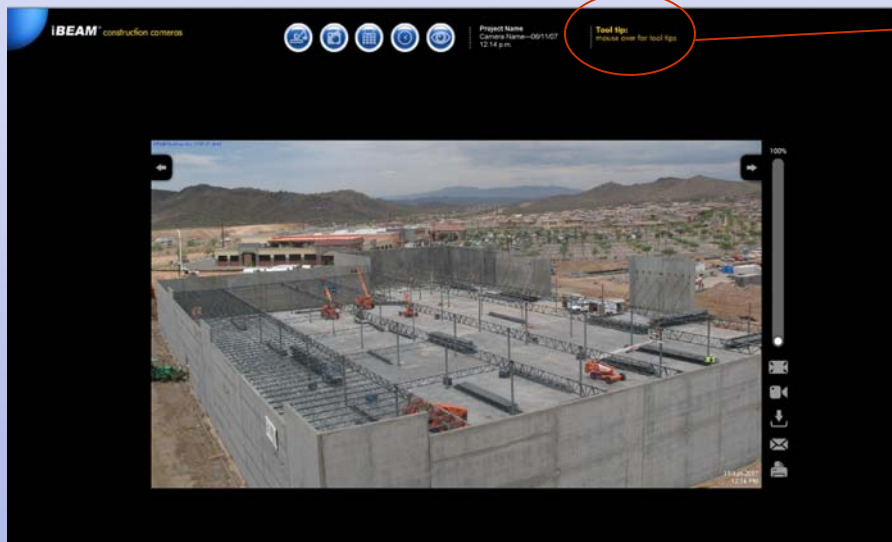 iBEAM™ construction cameras
Project Name
Camera Name—06/11/07
12:14 p.m.
Tool tip:
mouse over for tool tips
100%
12:14 PM